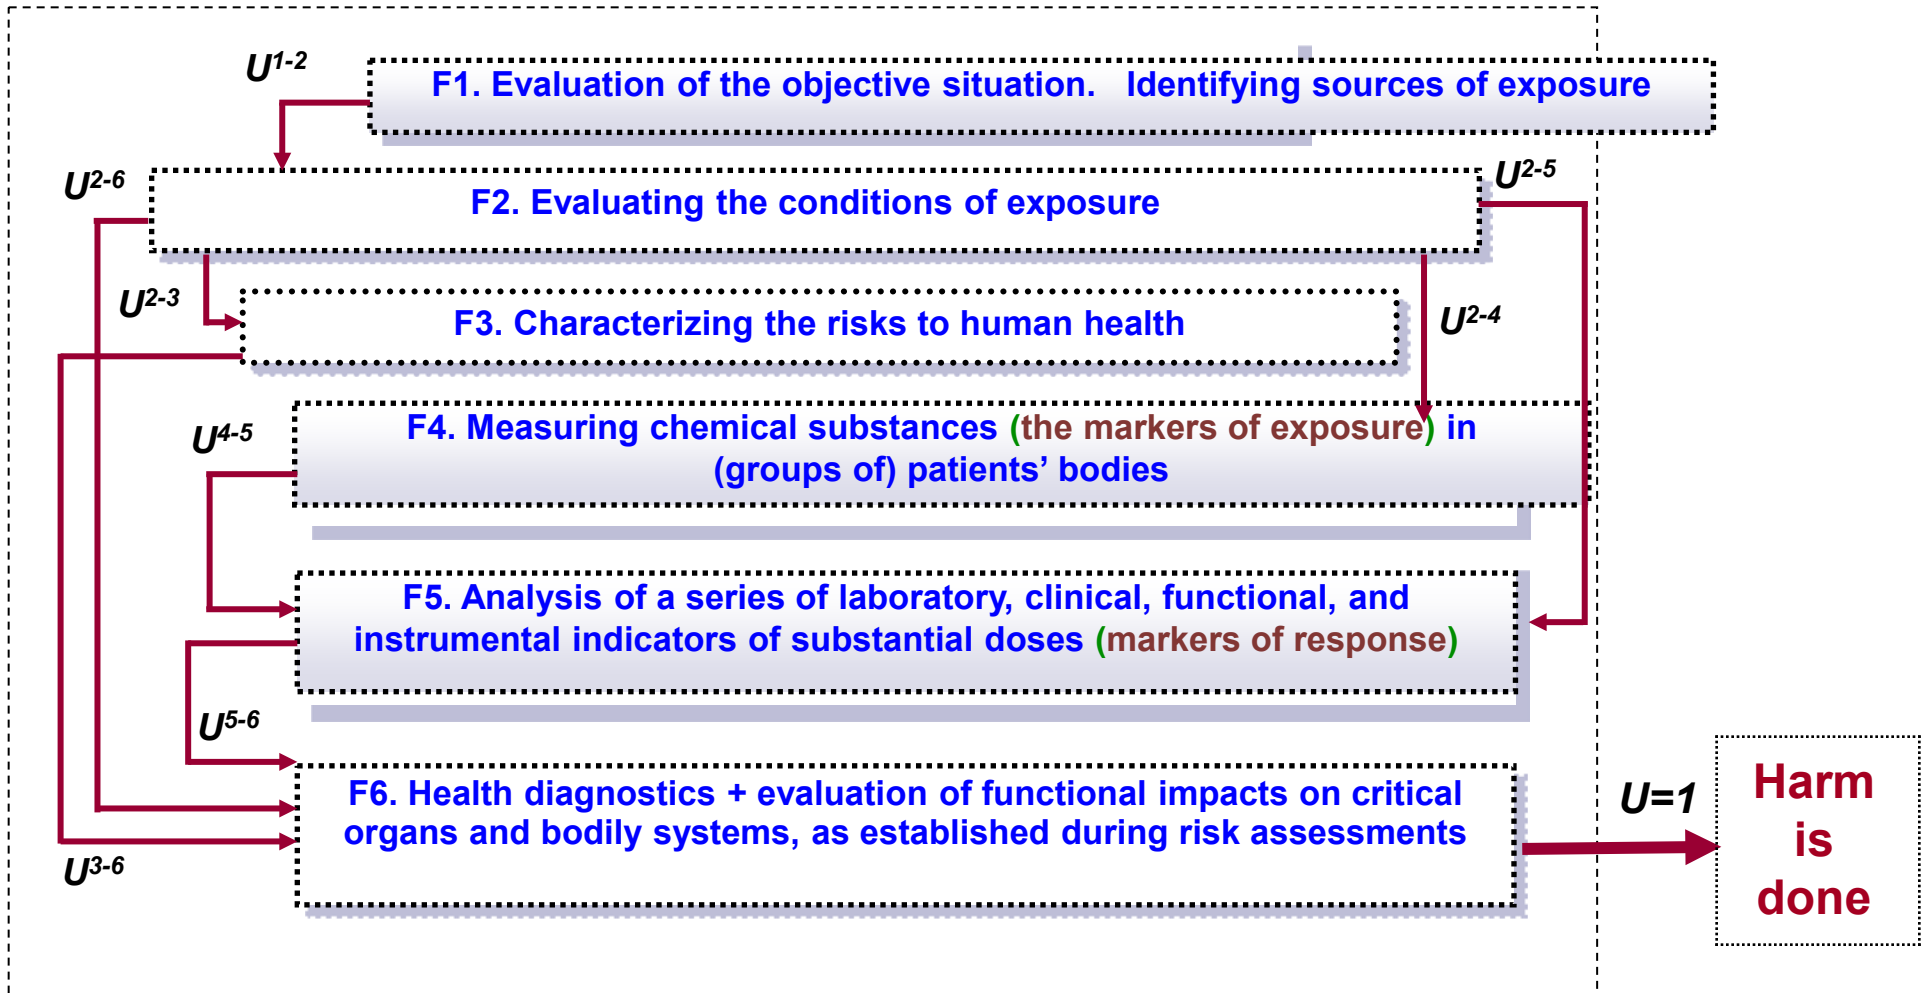 U1-2
F1. Evaluation of the objective situation. Identifying sources of exposure
U2-6
F2. Evaluating the conditions of exposure
U2-5
U2-3
F3. Characterizing the risks to human health
U2-4
U4-5
F4. Measuring chemical substances (the markers of exposure) in
(groups of) patients’ bodies
F5. Analysis of a series of laboratory, clinical, functional, and
instrumental indicators of substantial doses (markers of response)
U5-6
F6. Health diagnostics + evaluation of functional impacts on critical
organs and bodily systems, as established during risk assessments
U3-6
U=1
Harm
is
done